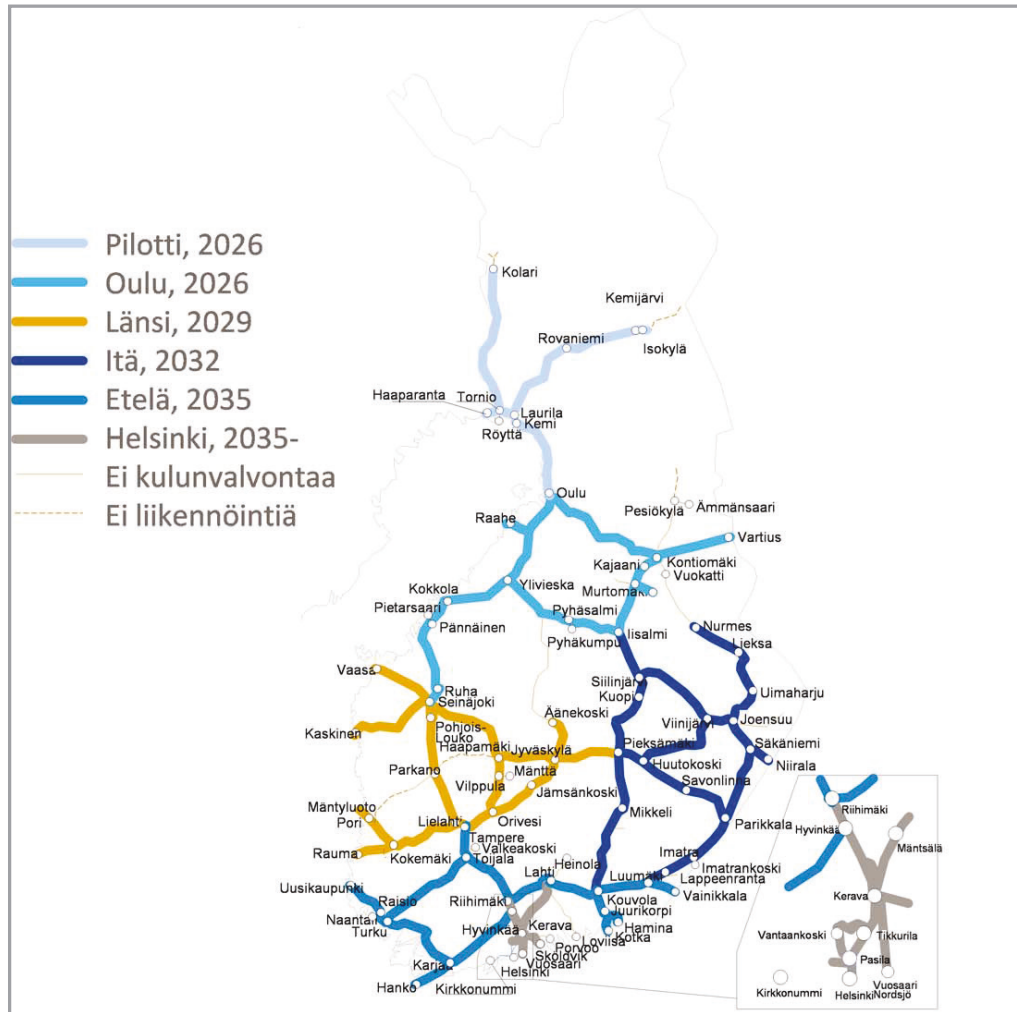 Pilotti, 2026
Oulu, 2026
Länsi, 2029
Itä, 2032
Etelä, 2035
Helsinki, 2035-
Ei kulunvalvontaa
Ei liikennöintiä
Kolari
Kemijärvi
Rovaniemi
Isokylä
Haaparanta
Tornio
Laurila
Kemi
Röyttä
Oulu
Pesiökylä
Ämmänsaari
Raahe
Vartius
Kontiomäki
Kajaani
Vuokatti
Ylivieska
Murtomäki
Kokkola
Pietarsaari
Pyhäsalmi
Pännäinen
Pyhäkumpu
Iisalmi
Nurmes
Lieksa
Vaasa
Siilinjär
Ruha
Kuopi
Uimaharju
Seinäjoki
Äänekoski
Viinijärvi
Joensuu
Kaskinen
Pohjois-
Louko
Haapamäki
Jyväskylä
Pieksämäki
Säkäniemi
Huutokoski
Niirala
Parkano
Mänttä
Vilppula
Savonlinna
Jämsänkoski
Mäntyluoto
Pori
Mikkeli
Parikkala
Lielahti
Orivesi
Tampere
Valkeakoski
Rauma
Kokemäki
Toijala
Heinola
Imatra
Imatrankoski
Lahti
Luumäki
Lappeenranta
Uusikaupunki
Vainikkala
Raisio
Riihimäki
Kouvola
Juurikorpi
Naantali
Turku
Hyvinkää
Kerava
Hamina
Loviisa
Kotka
Porvoo
Sköldvik
Karjaa
Vuosaari
Helsinki
Hanko
Kirkkonummi
Riihimäki
Hyvinkää
Mäntsälä
Kerava
Vantaankoski
Tikkurila
Pasila
Kirkkonummi
Helsinki
Vuosaari
Nordsjö